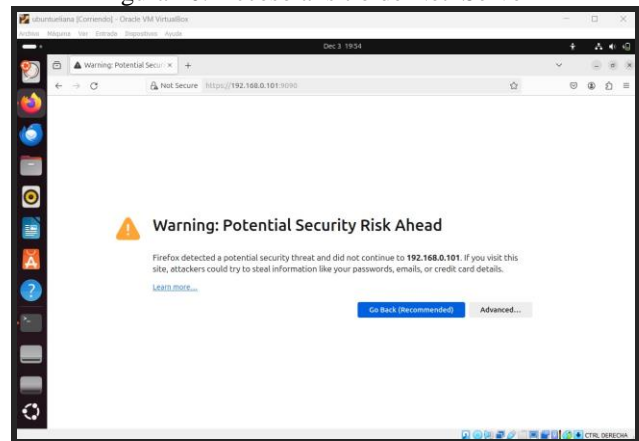 ubuntueliana [Corriendo] - Oracle VM VirtualBox
Archivo Máquina Ver Entrada Dispositivos Ayuda
Dec 3 19:54
Warning: Potential Secur
Not Secure https://192.168.0.101:9090
Warning: Potential Security Risk Ahead
Firefox detected a potential security threat and did not continue to 192.168.0.101. If you visit this
site, attackers could try to steal information like your passwords, emails, or credit card details.
Learn more...
Go Back (Recommended) Advanced...
CTRL DERECHA